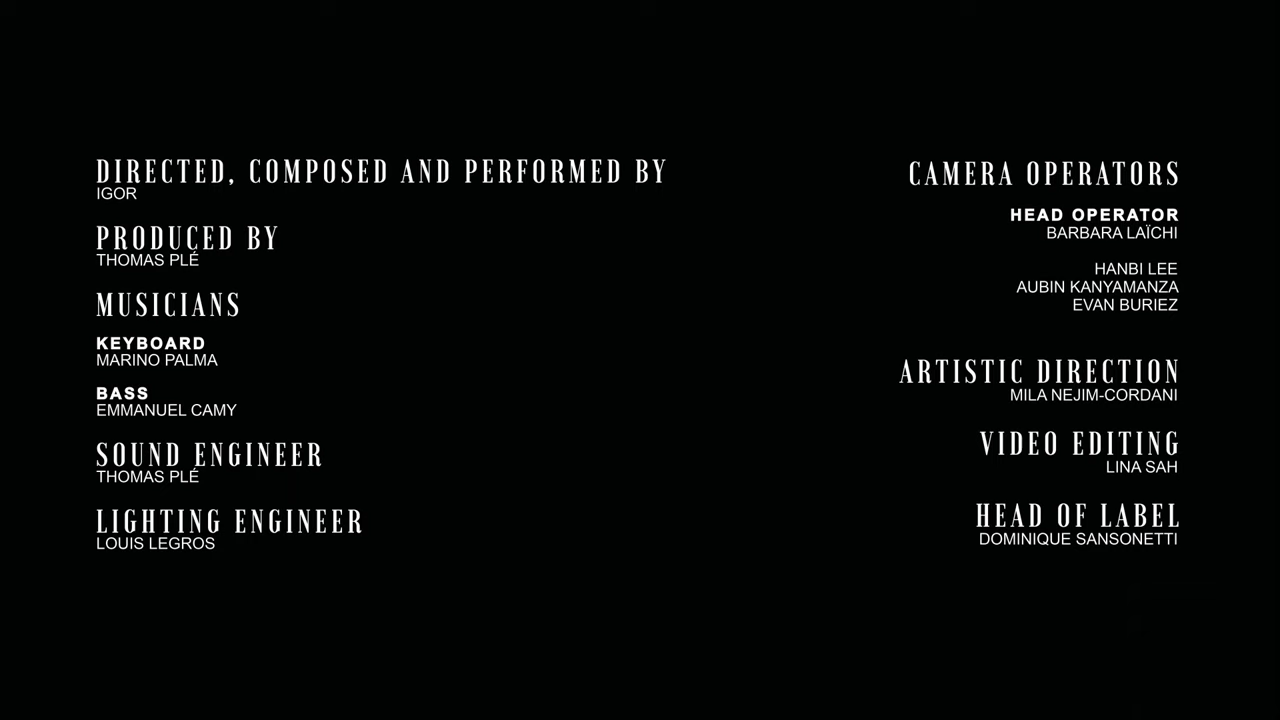 DIRECTED, COMPOSED AND PERFORMED BY
IGOR
PRODUCED BY
THOMAS PLÉ
MUSICIANS
KEYBOARD
MARINO PALMA
BASS
EMMANUEL CAMY
SOUND ENGINEER
THOMAS PLÉ
LIGHTING ENGINEER
LOUIS LEGROS
CAMERA OPERATORS
HEAD OPERATOR
BARBARA LAÏCHI
HANBI LEE
AUBIN KANYAMANZA
EVAN BURIEZ
ARTISTIC DIRECTION
MILA NEJIM-CORDANI
VIDEO EDITING
LINA SAH
HEAD OF LABEL
DOMINIQUE SANSONETTI